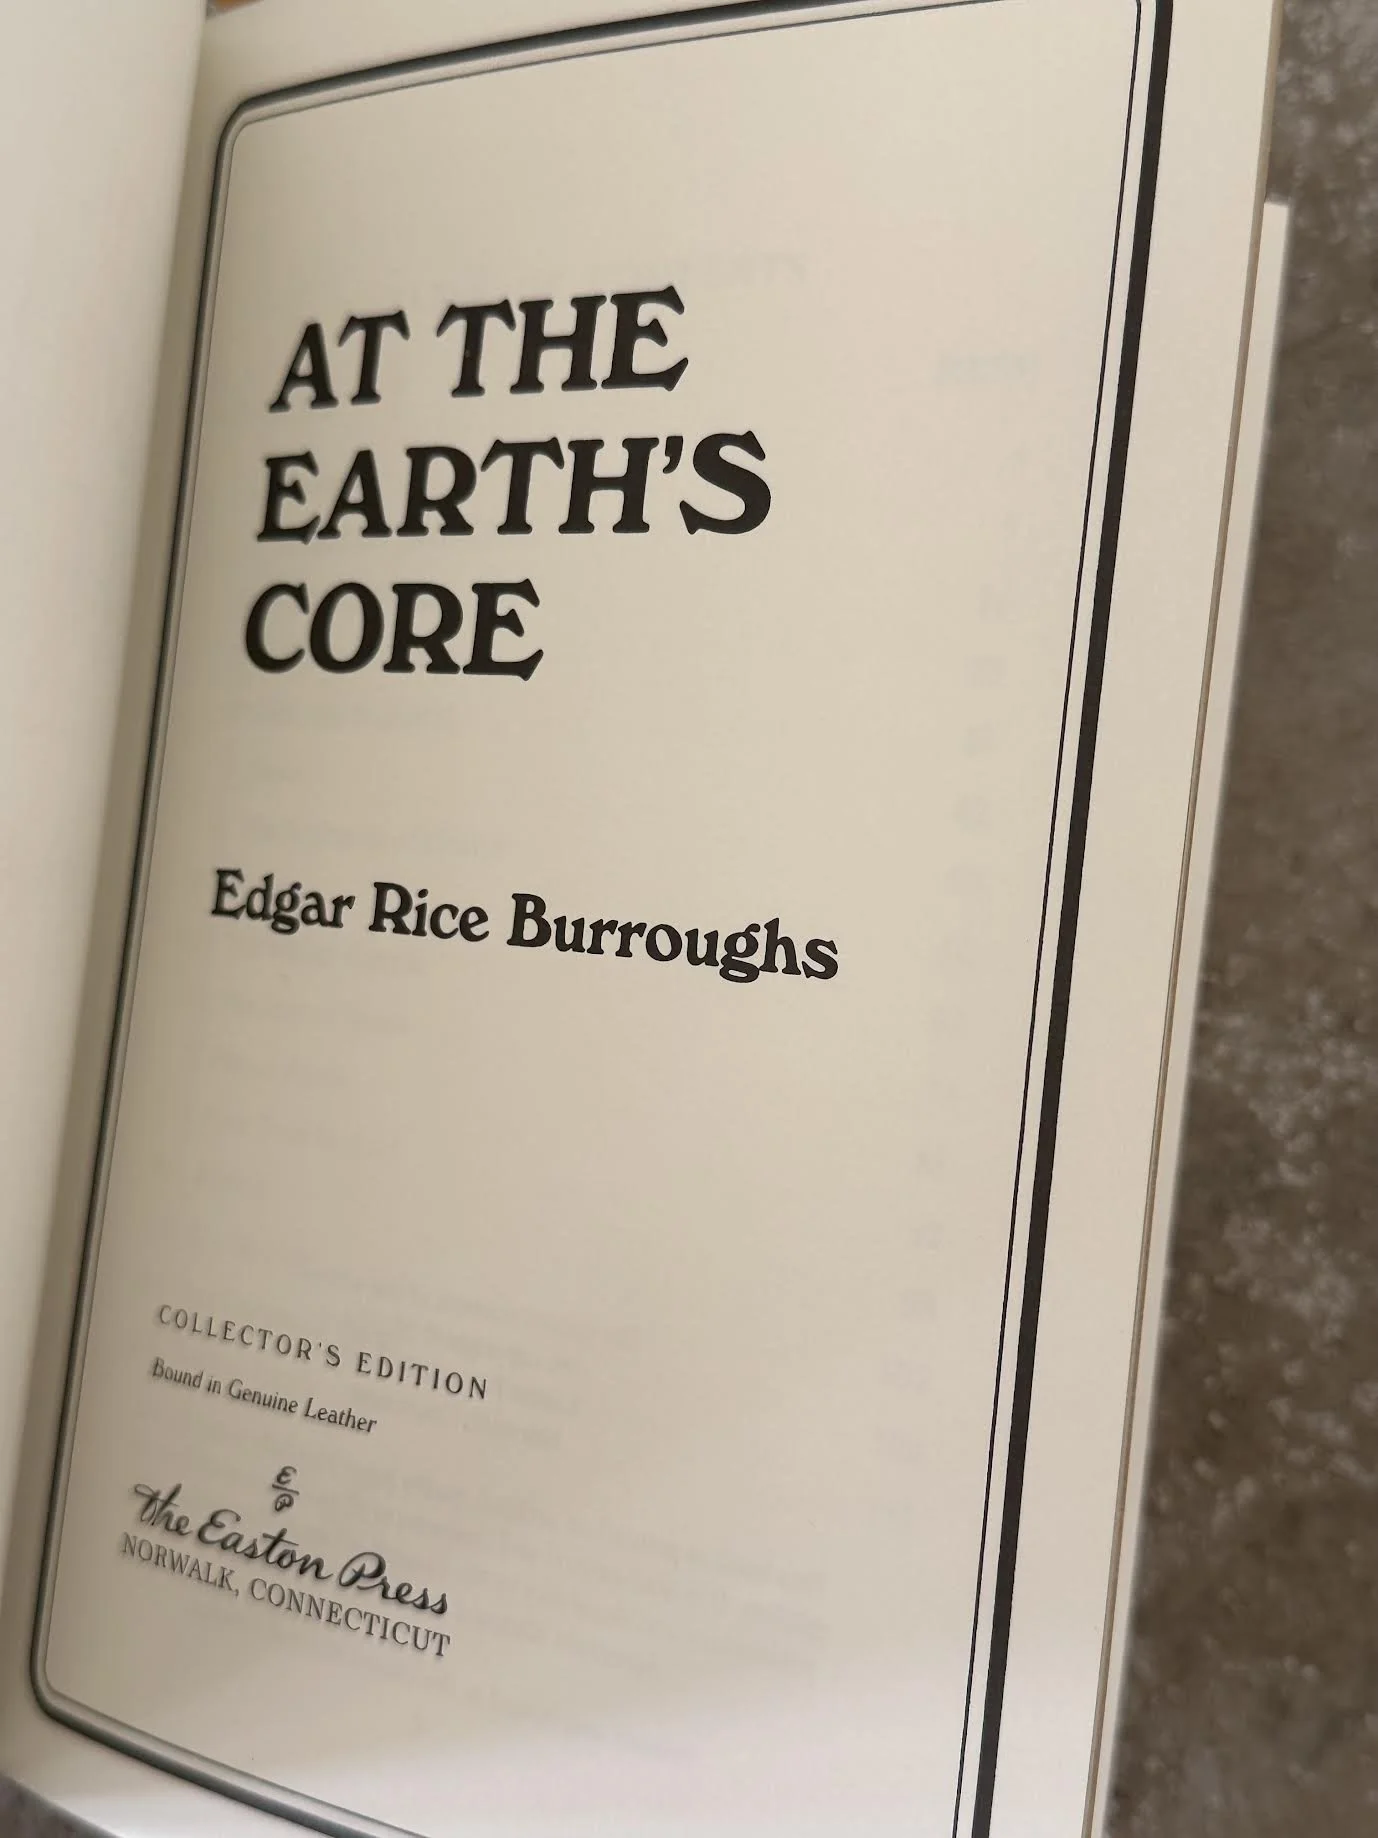 AT THE
EARTH'S
CORE
Edgar Rice Burroughs
COLLECTOR'S EDITION
Bound in Genuine Leather
E
P
The Easton Press
NORWALK, CONNECTICUT